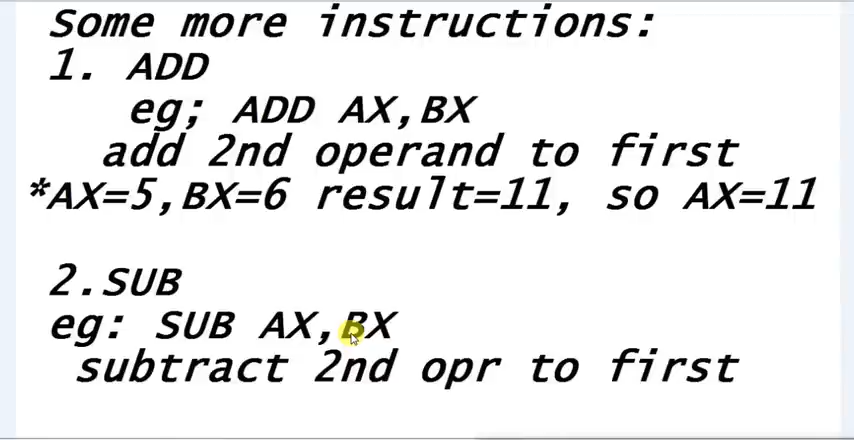 Some more instructions:
1. ADD
eg; ADD AX,BX
add 2nd operand to first
*AX=5,BX=6 result=11, so AX=11
2.SUB
eg: SUB AX,BX
subtract 2nd opr to first